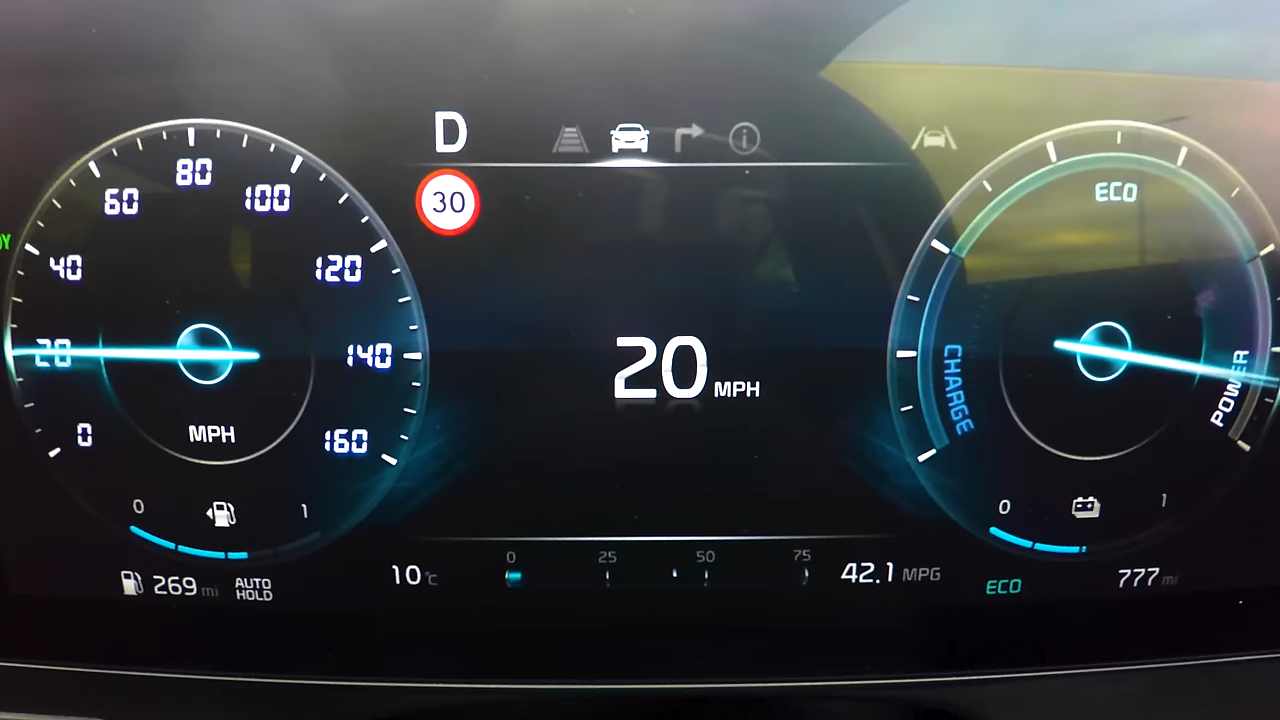 D
30
80
60
100
40
120
20
140
0
160
MPH
20 MPH
ECO
CHARGE
POWER
0
1
0
1
269 mi
AUTO
HOLD
10°C
0 25 50 75
42.1 MPG
ECO
777 mi